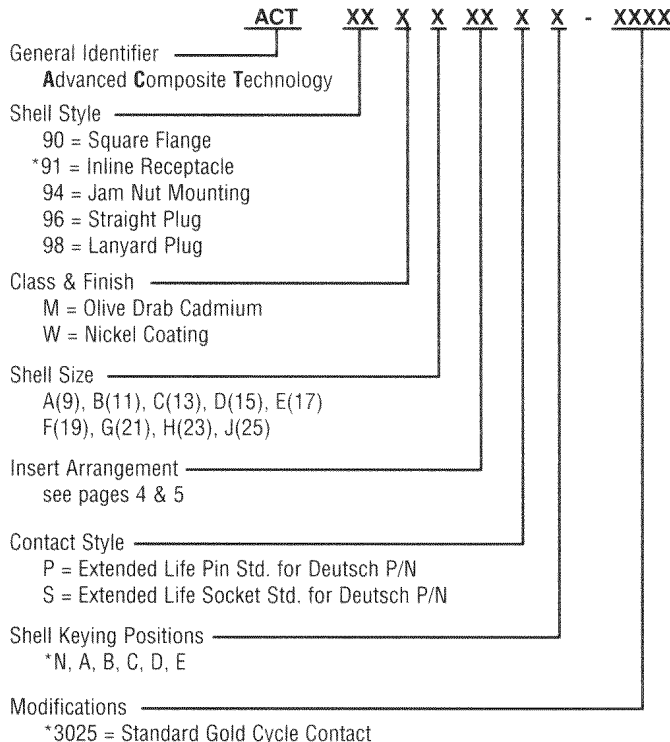 ACT XX X X XX X X - XXXX
General Identifier
Advanced Composite Technology
Shell Style
90 = Square Flange
*91 = Inline Receptacle
94 = Jam Nut Mounting
96 = Straight Plug
98 = Lanyard Plug
Class & Finish
M = Olive Drab Cadmium
W = Nickel Coating
Shell Size
A(9), B(11), C(13), D(15), E(17)
F(19), G(21), H(23), J(25)
Insert Arrangement
see pages 4 & 5
Contact Style
P = Extended Life Pin Std. for Deutsch P/N
S = Extended Life Socket Std. for Deutsch P/N
Shell Keying Positions
*N, A, B, C, D, E
Modifications
*3025 = Standard Gold Cycle Contact